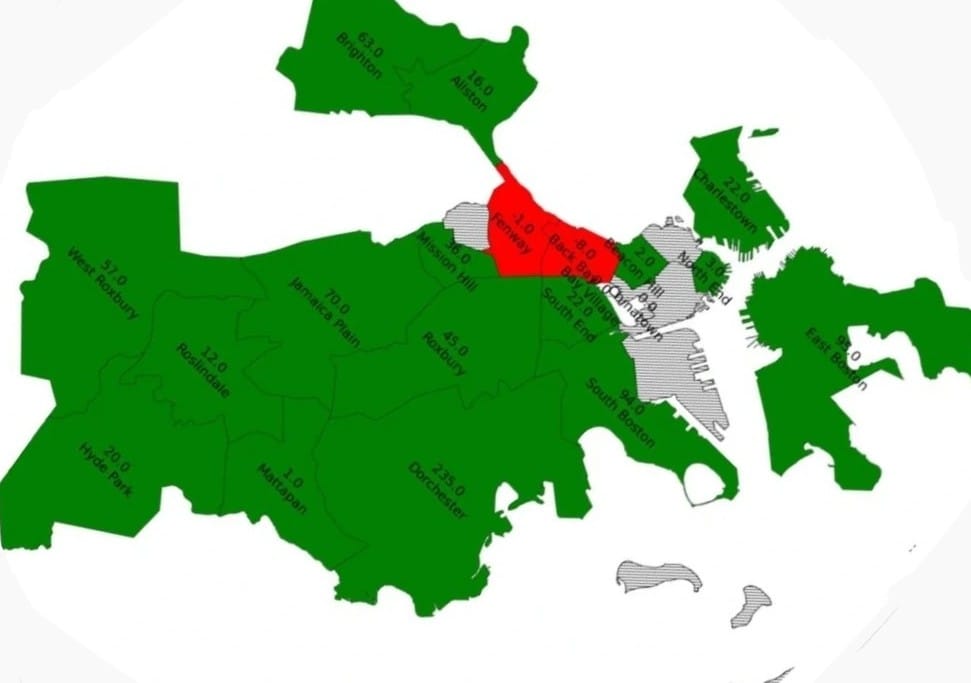 63.0
Brighton
16.0
Allston
22.0
Charlestown
-1.0
Fenway
-8.0
Back Bay
2.0
Beacon Hill
3.0
North End
36.0
Mission Hill
Bay Village
0.0
Chinatown
57.0
West Roxbury
70.0
Jamaica Plain
22.0
South End
45.0
Roxbury
12.0
Roslindale
East Boston
94.0
South Boston
20.0
Hyde Park
1.0
Mattapan
235.0
Dorchester